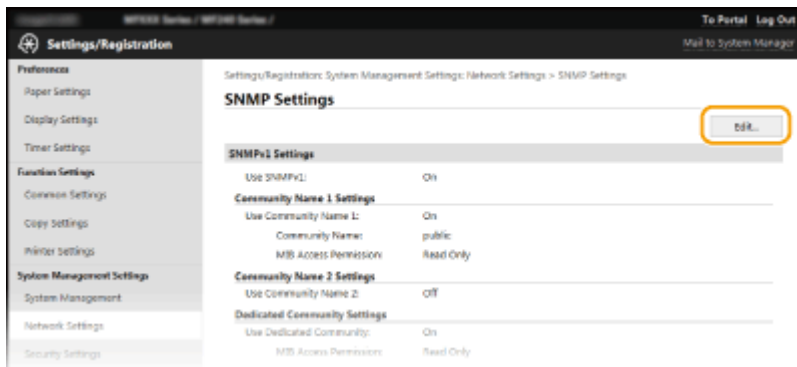 To Portal Log Out
Settings/Registration
Mail to System Manager
Preferences
Paper Settings
Display Settings
Timer Settings
Function Settings
Common Settings
Copy Settings
Printer Settings
System Management Settings
System Management
Network Settings
Security Settings
Settings/Registration: System Management Settings: Network Settings > SNMP Settings
SNMP Settings
Edit...
SNMPv1 Settings
Use SNMPv1: On
Community Name 1 Settings
Use Community Name 1: On
Community Name: public
MIB Access Permission: Read Only
Community Name 2 Settings
Use Community Name 2: Off
Dedicated Community Settings
Use Dedicated Community: On
MIB Access Permission: Read Only